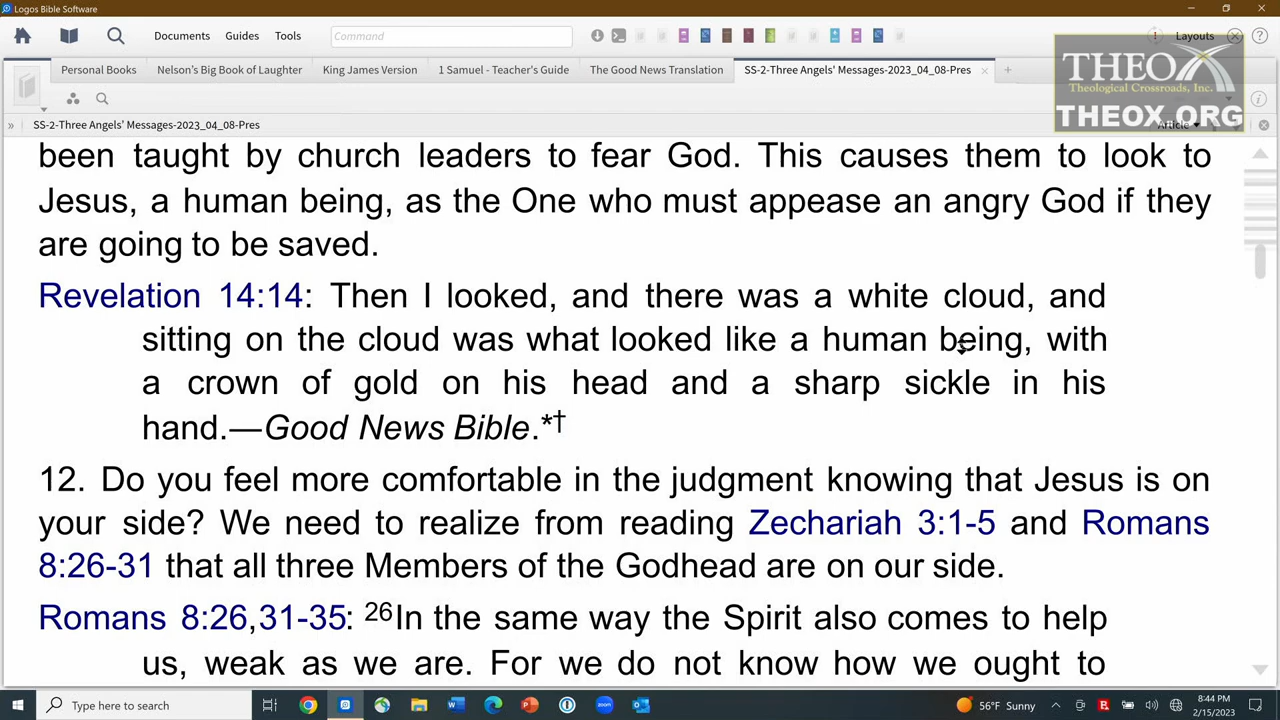 Logos Bible Software
Documents Guides Tools Command Layouts
THEOX
Theological Crossroads, Inc.
THEOX.ORG
Personal Books Nelson's Big Book of Laughter King James Ver 1 Samuel - Teacher's Guide The Good News Translation SS-2-Three Angels' Messages-2023_04_08-Pres
SS-2-Three Angels' Messages-2023_04_08-Pres Article
been taught by church leaders to fear God. This causes them to look to
Jesus, a human being, as the One who must appease an angry God if they
are going to be saved.
Revelation 14:14: Then I looked, and there was a white cloud, and
sitting on the cloud was what looked like a human being, with
a crown of gold on his head and a sharp sickle in his
hand.—Good News Bible.*†
12. Do you feel more comfortable in the judgment knowing that Jesus is on
your side? We need to realize from reading Zechariah 3:1-5 and Romans
8:26-31 that all three Members of the Godhead are on our side.
Romans 8:26,31-35: 26In the same way the Spirit also comes to help
us, weak as we are. For we do not know how we ought to
Type here to search 56°F Sunny 8:44 PM
2/15/2023